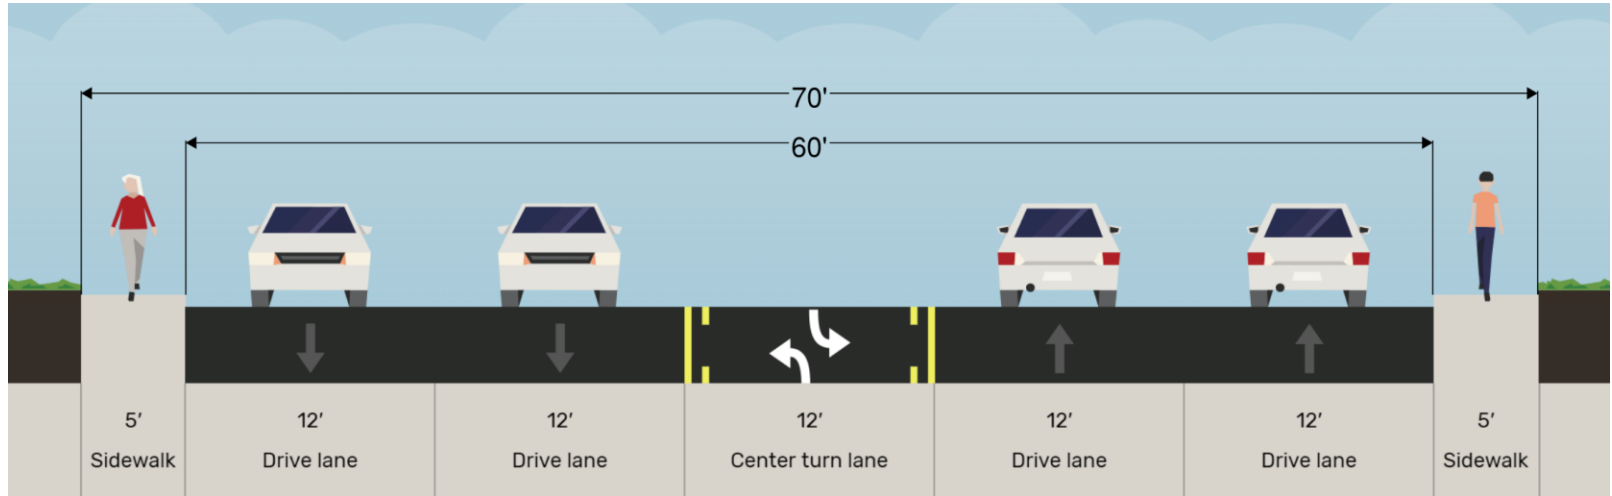 70'
60'
5′ 12′ 12′ 12′ 12′ 12′ 5′
Sidewalk Drive lane Drive lane Center turn lane Drive lane Drive lane Sidewalk